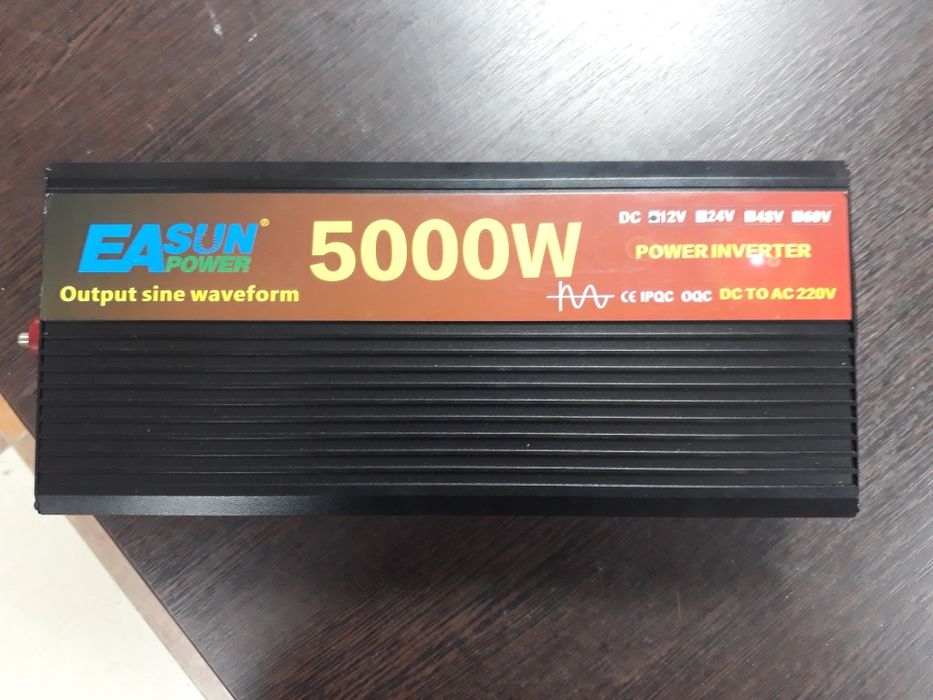 EASUN POWER®
Output sine waveform
5000W
DC 12V 24V 48V 60V
POWER INVERTER
CE IPQC OQC DC TO AC 220V